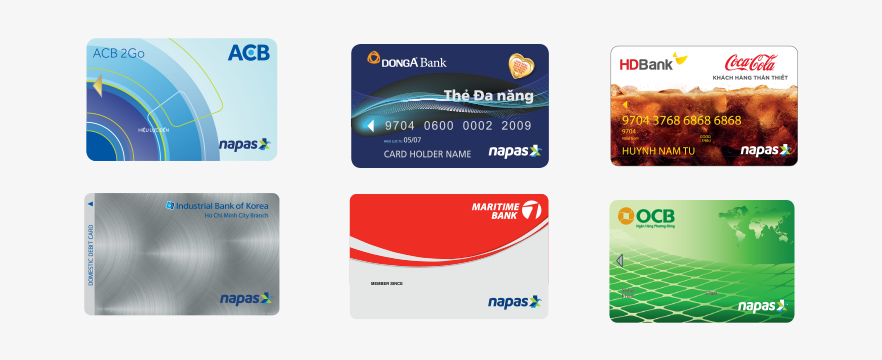 ACB 2Go
ACB
HIỆU LỰC ĐẾN
napas
DONGA Bank
Thẻ Đa năng
9704 0600 0002 2009
05/07
CARD HOLDER NAME
napas
HDBank
Coca-Cola
KHÁCH HÀNG THÂN THIẾT
9704 3768 6868 6868
9704
GOOD THRU
HUYNH NAM TU
napas
DOMESTIC DEBIT CARD
Industrial Bank of Korea
Ho Chi Minh City Branch
napas
MARITIME
BANK
MEMBER SINCE
napas
OCB
Ngân Hàng Phương Đông
napas